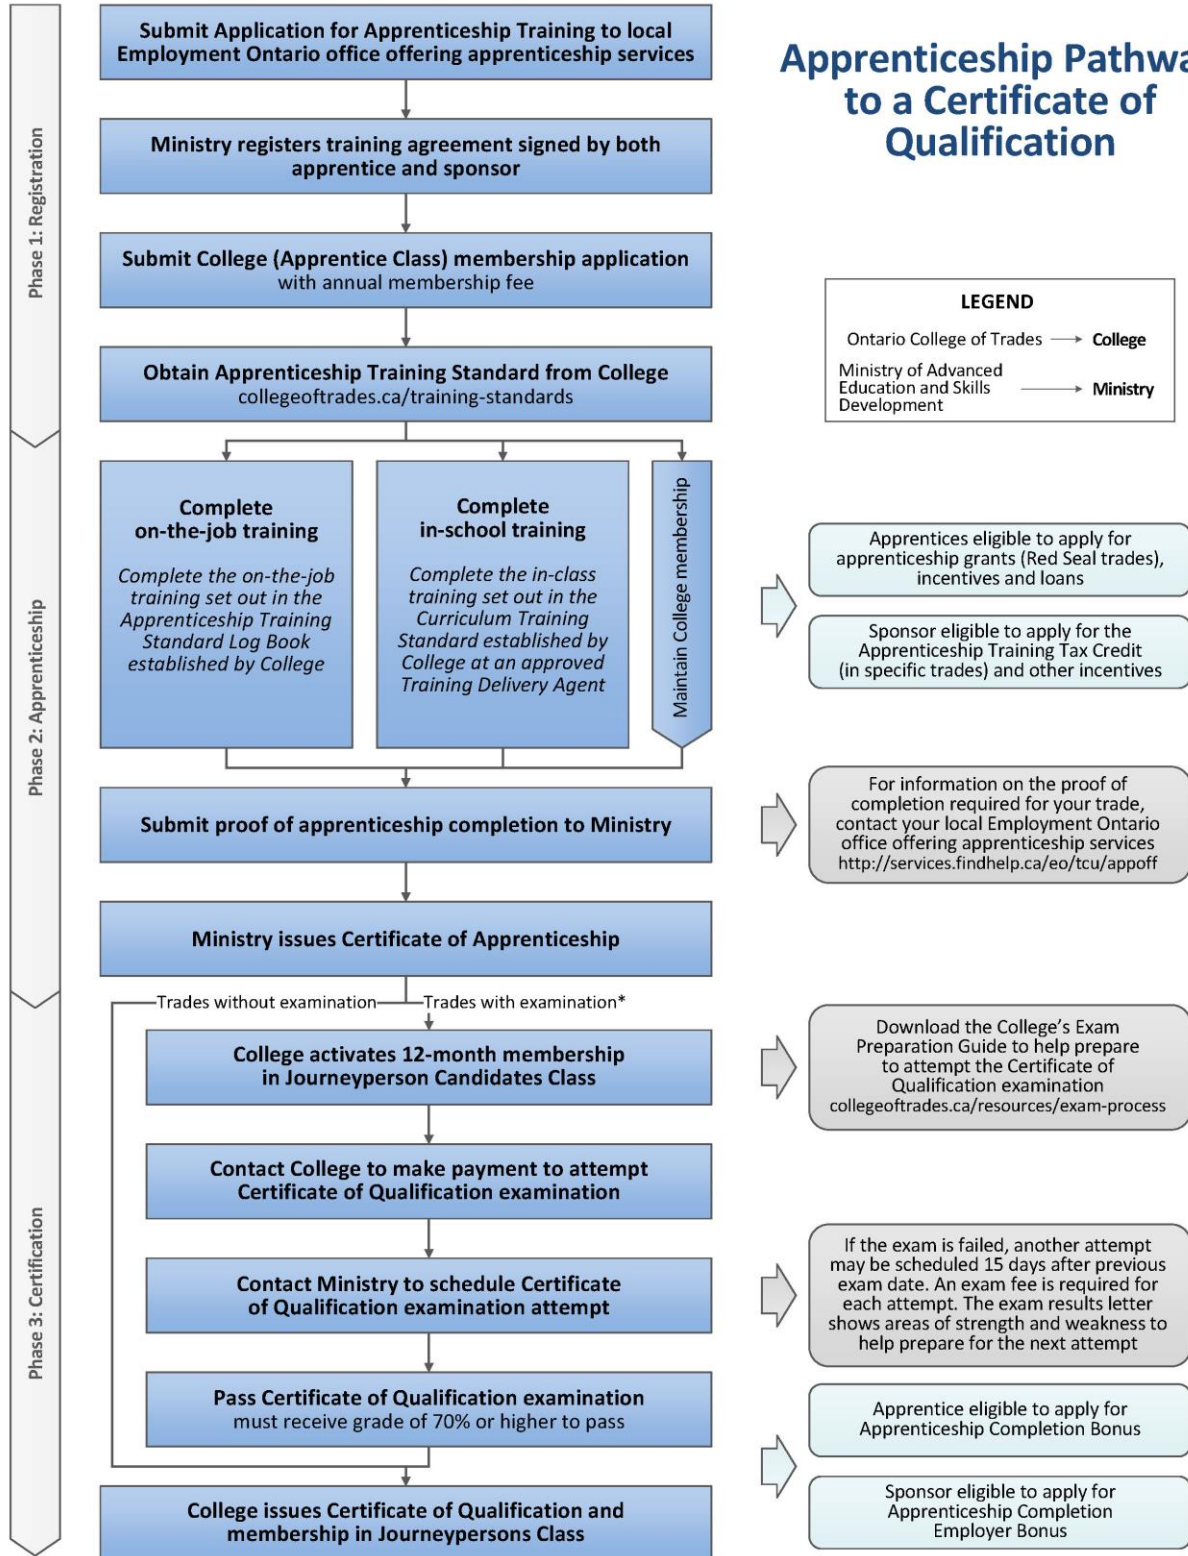 Submit Application for Apprenticeship Training to local
Employment Ontario office offering apprenticeship services
Apprenticeship Pathwa
to a Certificate of
Qualification
Phase 1: Registration
Ministry registers training agreement signed by both
apprentice and sponsor
Submit College (Apprentice Class) membership application
with annual membership fee
LEGEND
Ontario College of Trades
College
Ministry of Advanced
Education and Skills
Development
Ministry
Obtain Apprenticeship Training Standard from College
collegeoftrades.ca/training-standards
Phase 2: Apprenticeship
Complete
on-the-job training
Complete the on-the-job
training set out in the
Apprenticeship Training
Standard Log Book
established by College
Complete
in-school training
Complete the in-class
training set out in the
Curriculum Training
Standard established by
College at an approved
Training Delivery Agent
Maintain College membership
Apprentices eligible to apply for
apprenticeship grants (Red Seal trades),
incentives and loans
Sponsor eligible to apply for the
Apprenticeship Training Tax Credit
(in specific trades) and other incentives
Submit proof of apprenticeship completion to Ministry
For information on the proof of
completion required for your trade,
contact your local Employment Ontario
office offering apprenticeship services
http://services.findhelp.ca/eo/tcu/appoff
Ministry issues Certificate of Apprenticeship
Phase 3: Certification
Trades without examination
Trades with examination*
College activates 12-month membership
in Journeyperson Candidates Class
Download the College’s Exam
Preparation Guide to help prepare
to attempt the Certificate of
Qualification examination
collegeoftrades.ca/resources/exam-process
Contact College to make payment to attempt
Certificate of Qualification examination
Contact Ministry to schedule Certificate
of Qualification examination attempt
If the exam is failed, another attempt
may be scheduled 15 days after previous
exam date. An exam fee is required for
each attempt. The exam results letter
shows areas of strength and weakness to
help prepare for the next attempt
Pass Certificate of Qualification examination
must receive grade of 70% or higher to pass
Apprentice eligible to apply for
Apprenticeship Completion Bonus
College issues Certificate of Qualification and
membership in Journeypersons Class
Sponsor eligible to apply for
Apprenticeship Completion
Employer Bonus